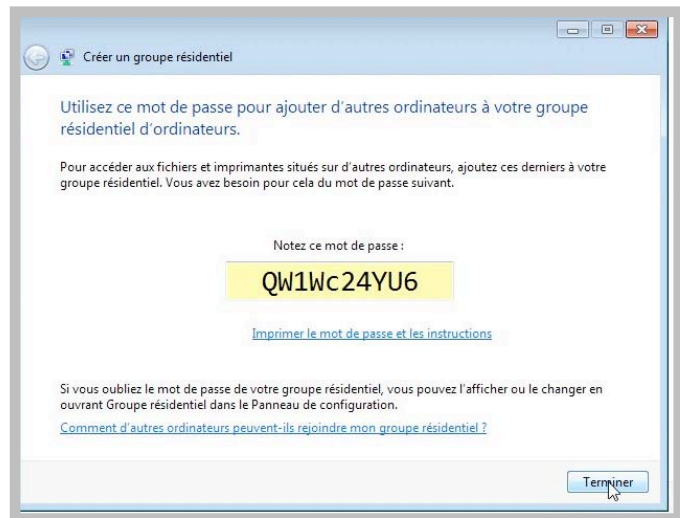 Créer un groupe résidentiel
Utilisez ce mot de passe pour ajouter d'autres ordinateurs à votre groupe
résidentiel d'ordinateurs.
Pour accéder aux fichiers et imprimantes situés sur d'autres ordinateurs, ajoutez ces derniers à votre
groupe résidentiel. Vous avez besoin pour cela du mot de passe suivant.
Notez ce mot de passe :
QW1Wc24YU6
Imprimer le mot de passe et les instructions
Si vous oubliez le mot de passe de votre groupe résidentiel, vous pouvez l'afficher ou le changer en
ouvrant Groupe résidentiel dans le Panneau de configuration.
Comment d'autres ordinateurs peuvent-ils rejoindre mon groupe résidentiel ?
Terminer